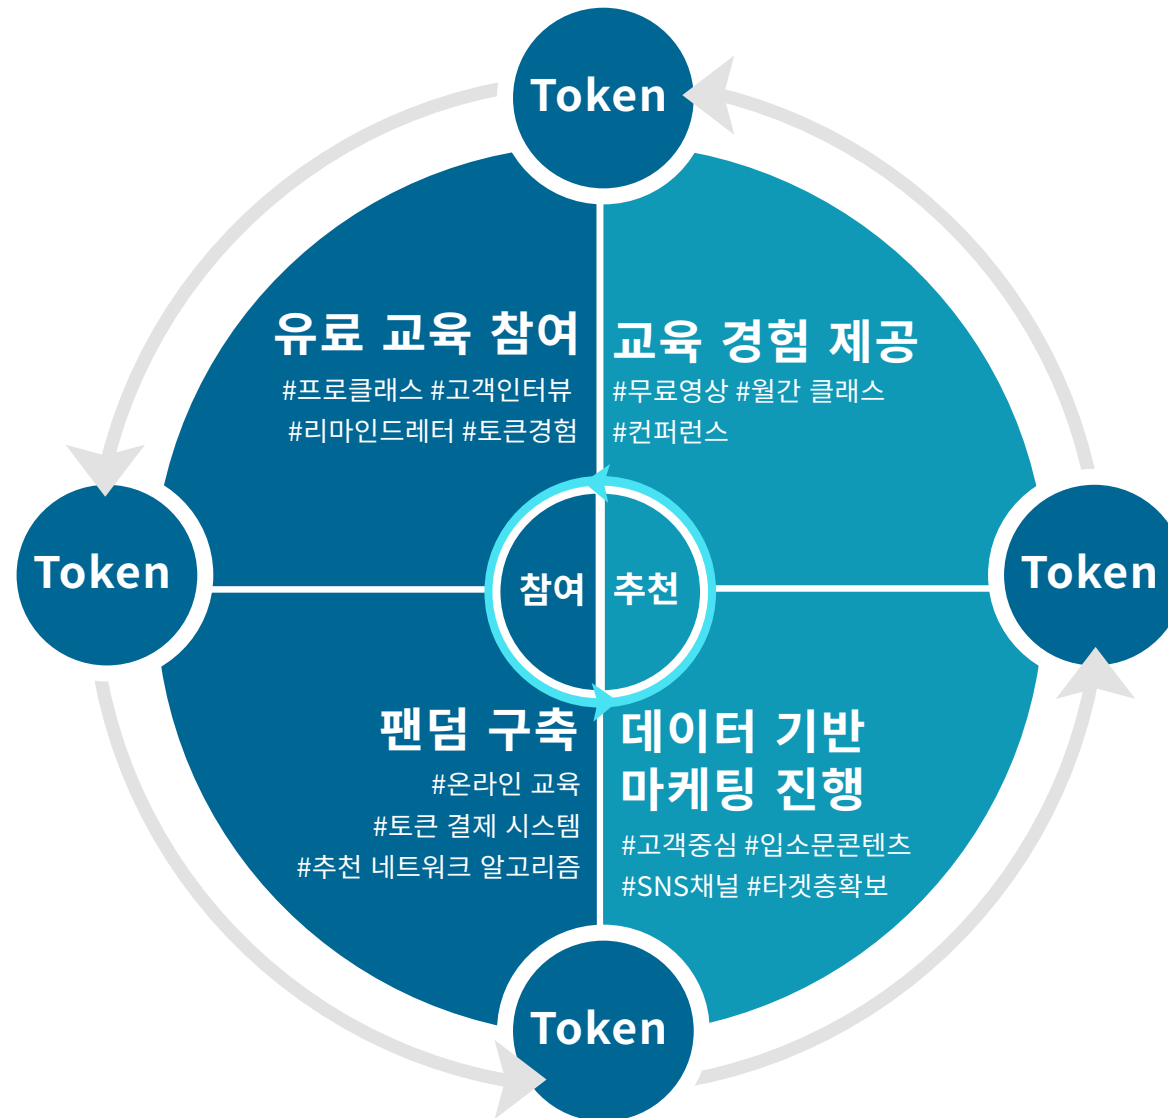 Token
유료 교육 참여
#프로클래스 #고객인터뷰
#리마인드레터 #토큰경험
교육 경험 제공
#무료영상 #월간 클래스
#컨퍼런스
Token
참여
추천
Token
팬덤 구축
#온라인 교육
#토큰 결제 시스템
#추천 네트워크 알고리즘
데이터 기반
마케팅 진행
#고객중심 #입소문콘텐츠
#SNS채널 #타겟층확보
Token